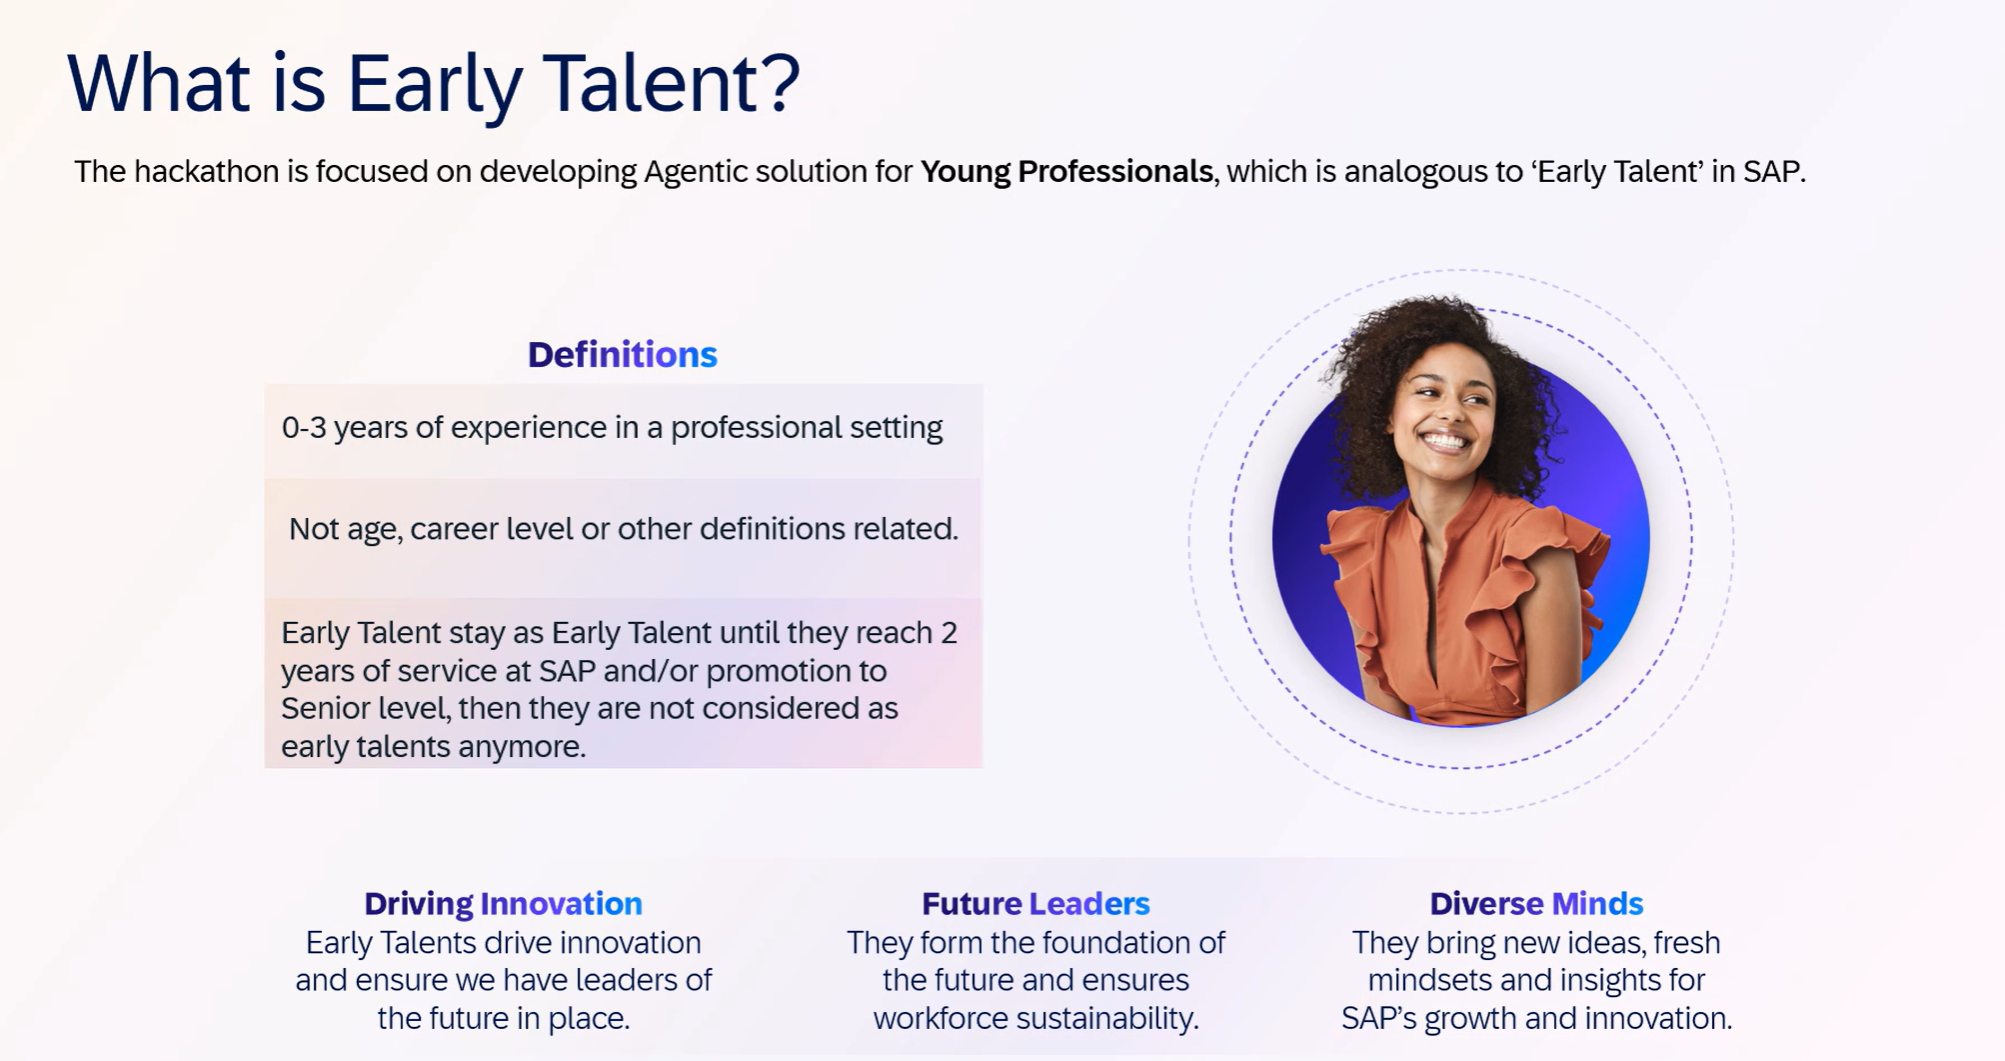 What is Early Talent?
The hackathon is focused on developing Agentic solution for Young Professionals, which is analogous to ‘Early Talent’ in SAP.
Definitions
0-3 years of experience in a professional setting
Not age, career level or other definitions related.
Early Talent stay as Early Talent until they reach 2
years of service at SAP and/or promotion to
Senior level, then they are not considered as
early talents anymore.
Driving Innovation
Early Talents drive innovation
and ensure we have leaders of
the future in place.
Future Leaders
They form the foundation of
the future and ensures
workforce sustainability.
Diverse Minds
They bring new ideas, fresh
mindsets and insights for
SAP’s growth and innovation.